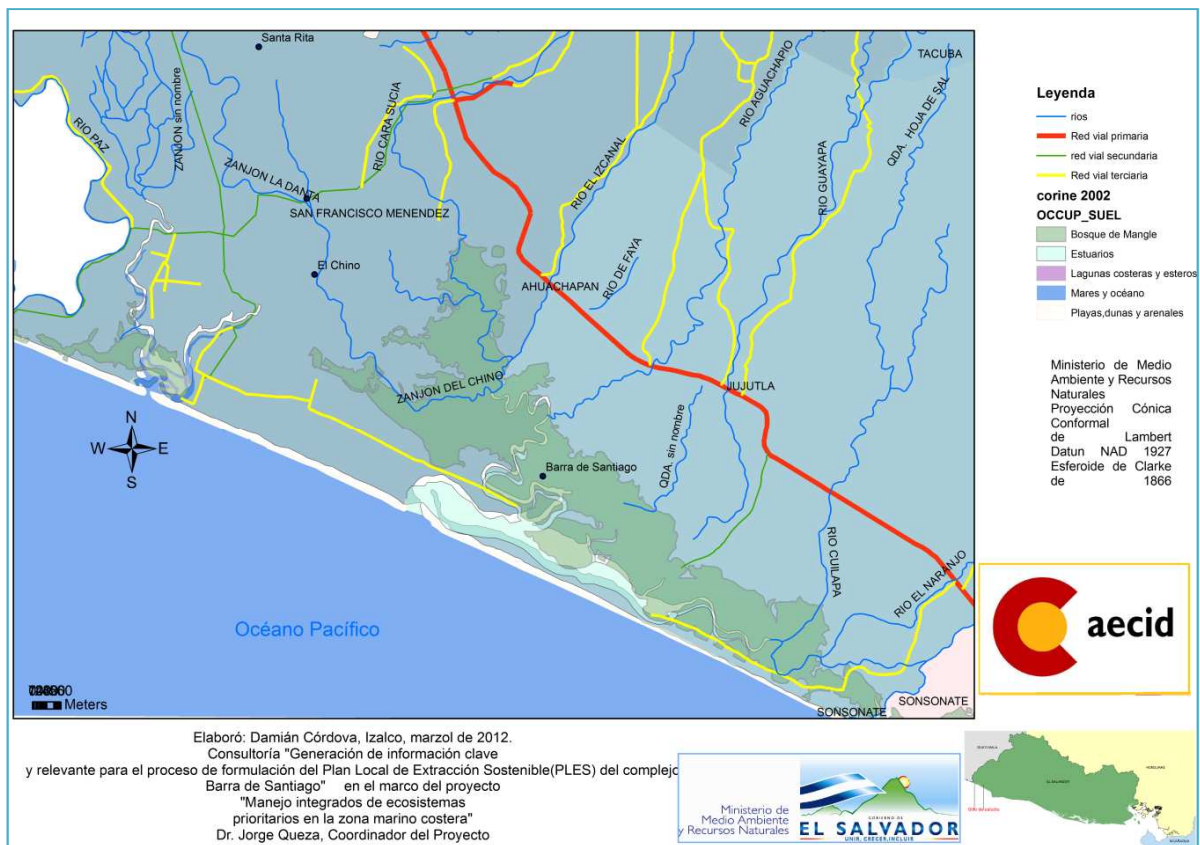 Santa Rita
TACUBA
RIO PAZ
ZANJON sin nombre
RIO CARA SUCIA
RIO AGUACHAPIO
QDA. HOJA DE SAL
ZANJON LA DANTA
RIO EL IZCANAL
RIO GUAYAPA
SAN FRANCISCO MENENDEZ
El Chino
RIO DE FAYA
AHUACHAPAN
ZANJON DEL CHINO
JUJUTLA
N
W
E
S
Barra de Santiago
QDA. sin nombre
RIO CUILAPA
RIO EL NARANJO
Océano Pacífico
Meters
SONSONATE
SONSONATE
Leyenda
rios
Red vial primaria
red vial secundaria
Red vial terciaria
corine 2002
OCCUP_SUEL
Bosque de Mangle
Estuarios
Lagunas costeras y esteros
Mares y océano
Playas,dunas y arenales
Ministerio de Medio
Ambiente y Recursos
Naturales
Proyección Cónica
Conformal
de Lambert
Datun NAD 1927
Esferoide de Clarke
de 1866
aecid
Elaboró: Damián Córdova, Izalco, marzol de 2012.
Consultoría "Generación de información clave
y relevante para el proceso de formulación del Plan Local de Extracción Sostenible(PLES) del complejo
Barra de Santiago" en el marco del proyecto
"Manejo integrados de ecosistemas
prioritarios en la zona marino costera"
Dr. Jorge Queza, Coordinador del Proyecto
Ministerio de
Medio Ambiente
y Recursos Naturales
GOBIERNO DE
EL SALVADOR
UNIR, CRECER, INCLUIR
EL SALVADOR